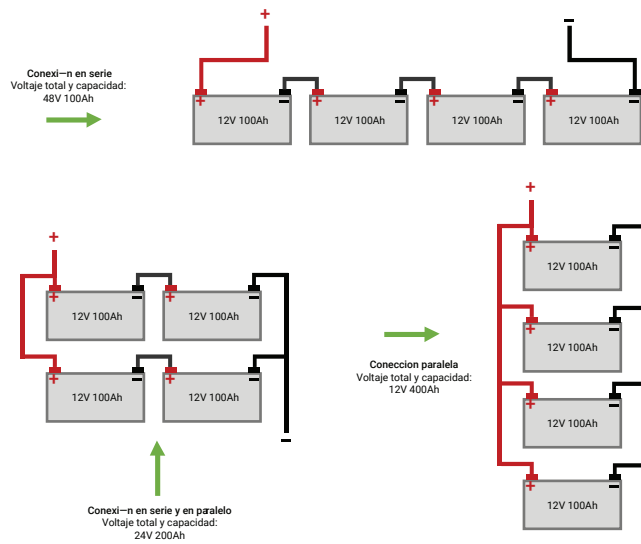 +
Conexi—n en serie
Voltaje total y capacidad:
48V 100Ah
+ 12V 100Ah –
+ 12V 100Ah –
+ 12V 100Ah –
+ 12V 100Ah –
+
+ 12V 100Ah –
+ 12V 100Ah –
+ 12V 100Ah –
+ 12V 100Ah –
Conexi—n en serie y en paralelo
Voltaje total y capacidad:
24V 200Ah
Coneccion paralela
Voltaje total y capacidad:
12V 400Ah
+
+ 12V 100Ah –
+ 12V 100Ah –
+ 12V 100Ah –
+ 12V 100Ah –